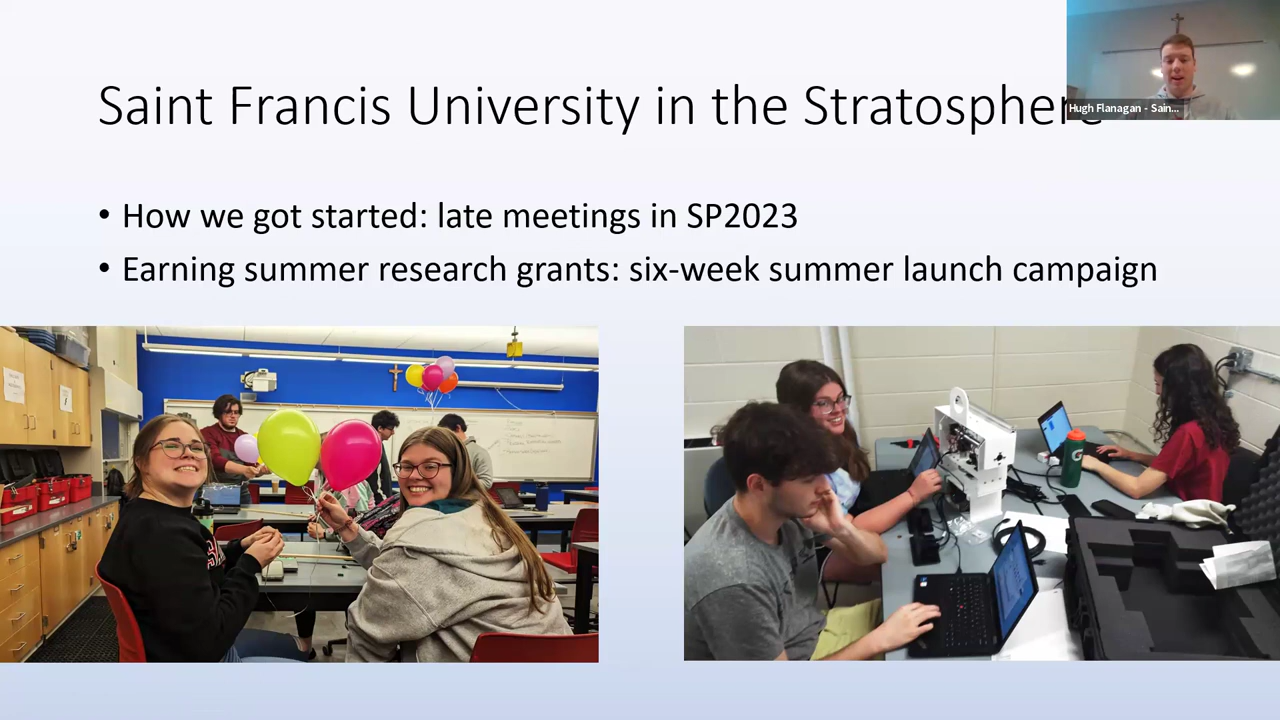 Saint Francis University in the Stratosphere
Hugh Flanagan - Sain...
• How we got started: late meetings in SP2023
• Earning summer research grants: six-week summer launch campaign
G